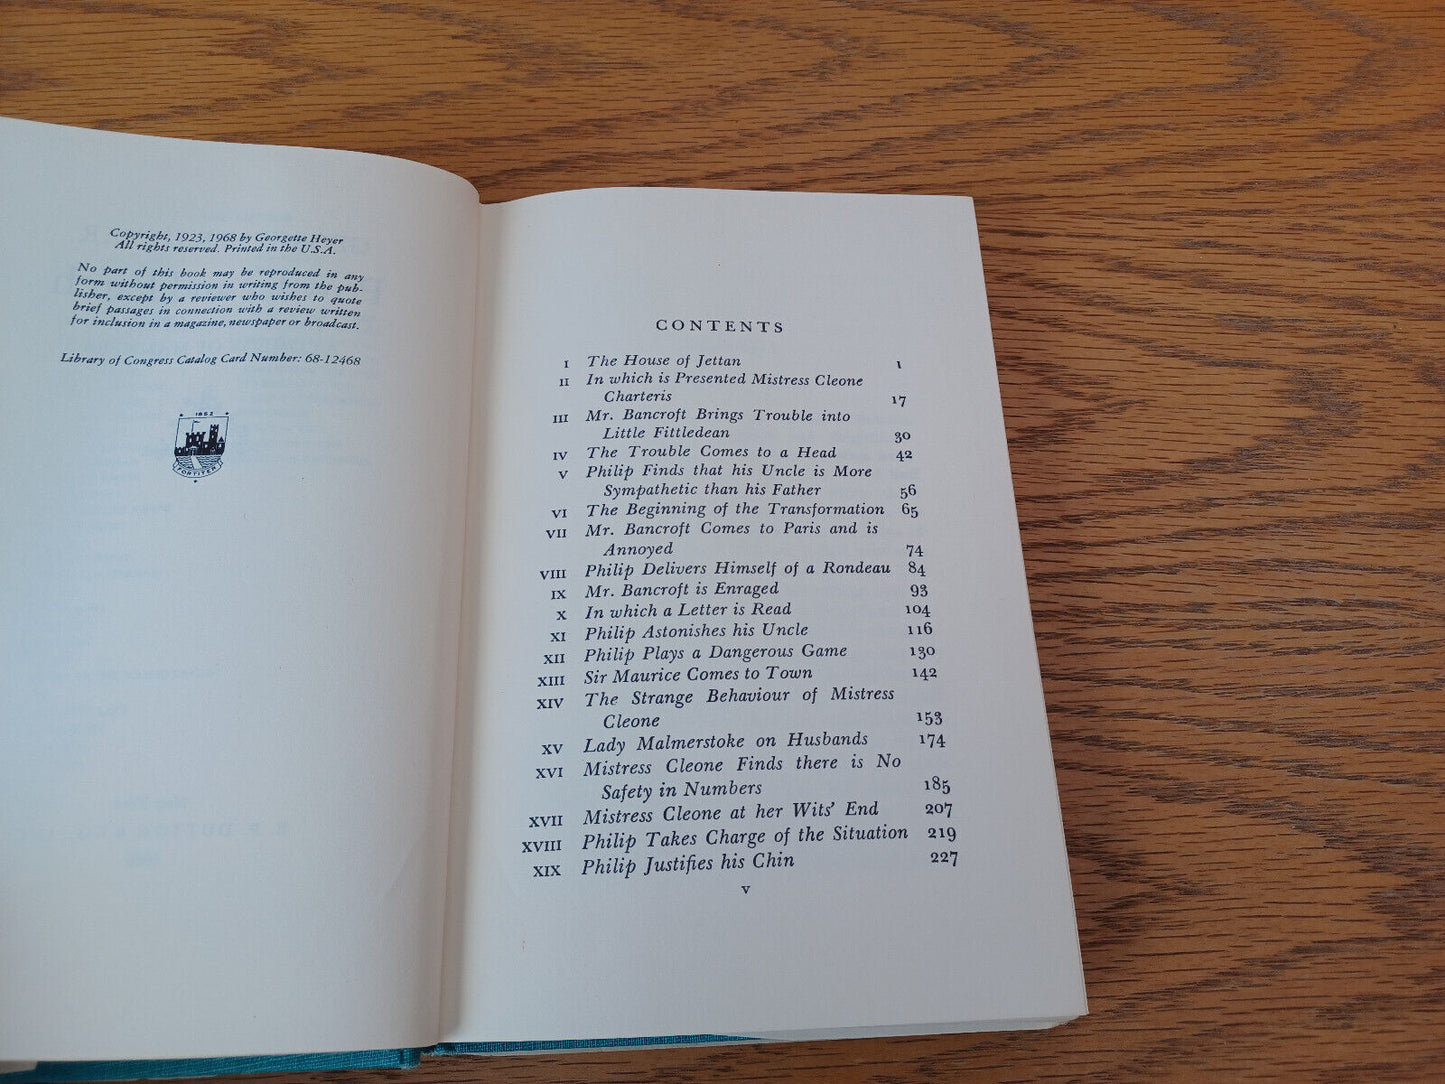 Copyright, 1923, 1968 by Georgette Heyer
All rights reserved. Printed in the U.S.A.
No part of this book may be reproduced in any
form without permission in writing from the pub-
lisher, except by a reviewer who wishes to quote
brief passages in connection with a review written
for inclusion in a magazine, newspaper or broadcast.
Library of Congress Catalog Card Number: 68-12468
1852
FORTITER
CONTENTS
I The House of Jettan 1
II In which is Presented Mistress Cleone
Charteris 17
III Mr. Bancroft Brings Trouble into
Little Fittledean 30
IV The Trouble Comes to a Head 42
V Philip Finds that his Uncle is More
Sympathetic than his Father 56
VI The Beginning of the Transformation 65
VII Mr. Bancroft Comes to Paris and is
Annoyed 74
VIII Philip Delivers Himself of a Rondeau 84
IX Mr. Bancroft is Enraged 93
X In which a Letter is Read 104
XI Philip Astonishes his Uncle 116
XII Philip Plays a Dangerous Game 130
XIII Sir Maurice Comes to Town 142
XIV The Strange Behaviour of Mistress
Cleone 153
XV Lady Malmerstoke on Husbands 174
XVI Mistress Cleone Finds there is No
Safety in Numbers 185
XVII Mistress Cleone at her Wits' End 207
XVIII Philip Takes Charge of the Situation 219
XIX Philip Justifies his Chin 227
v